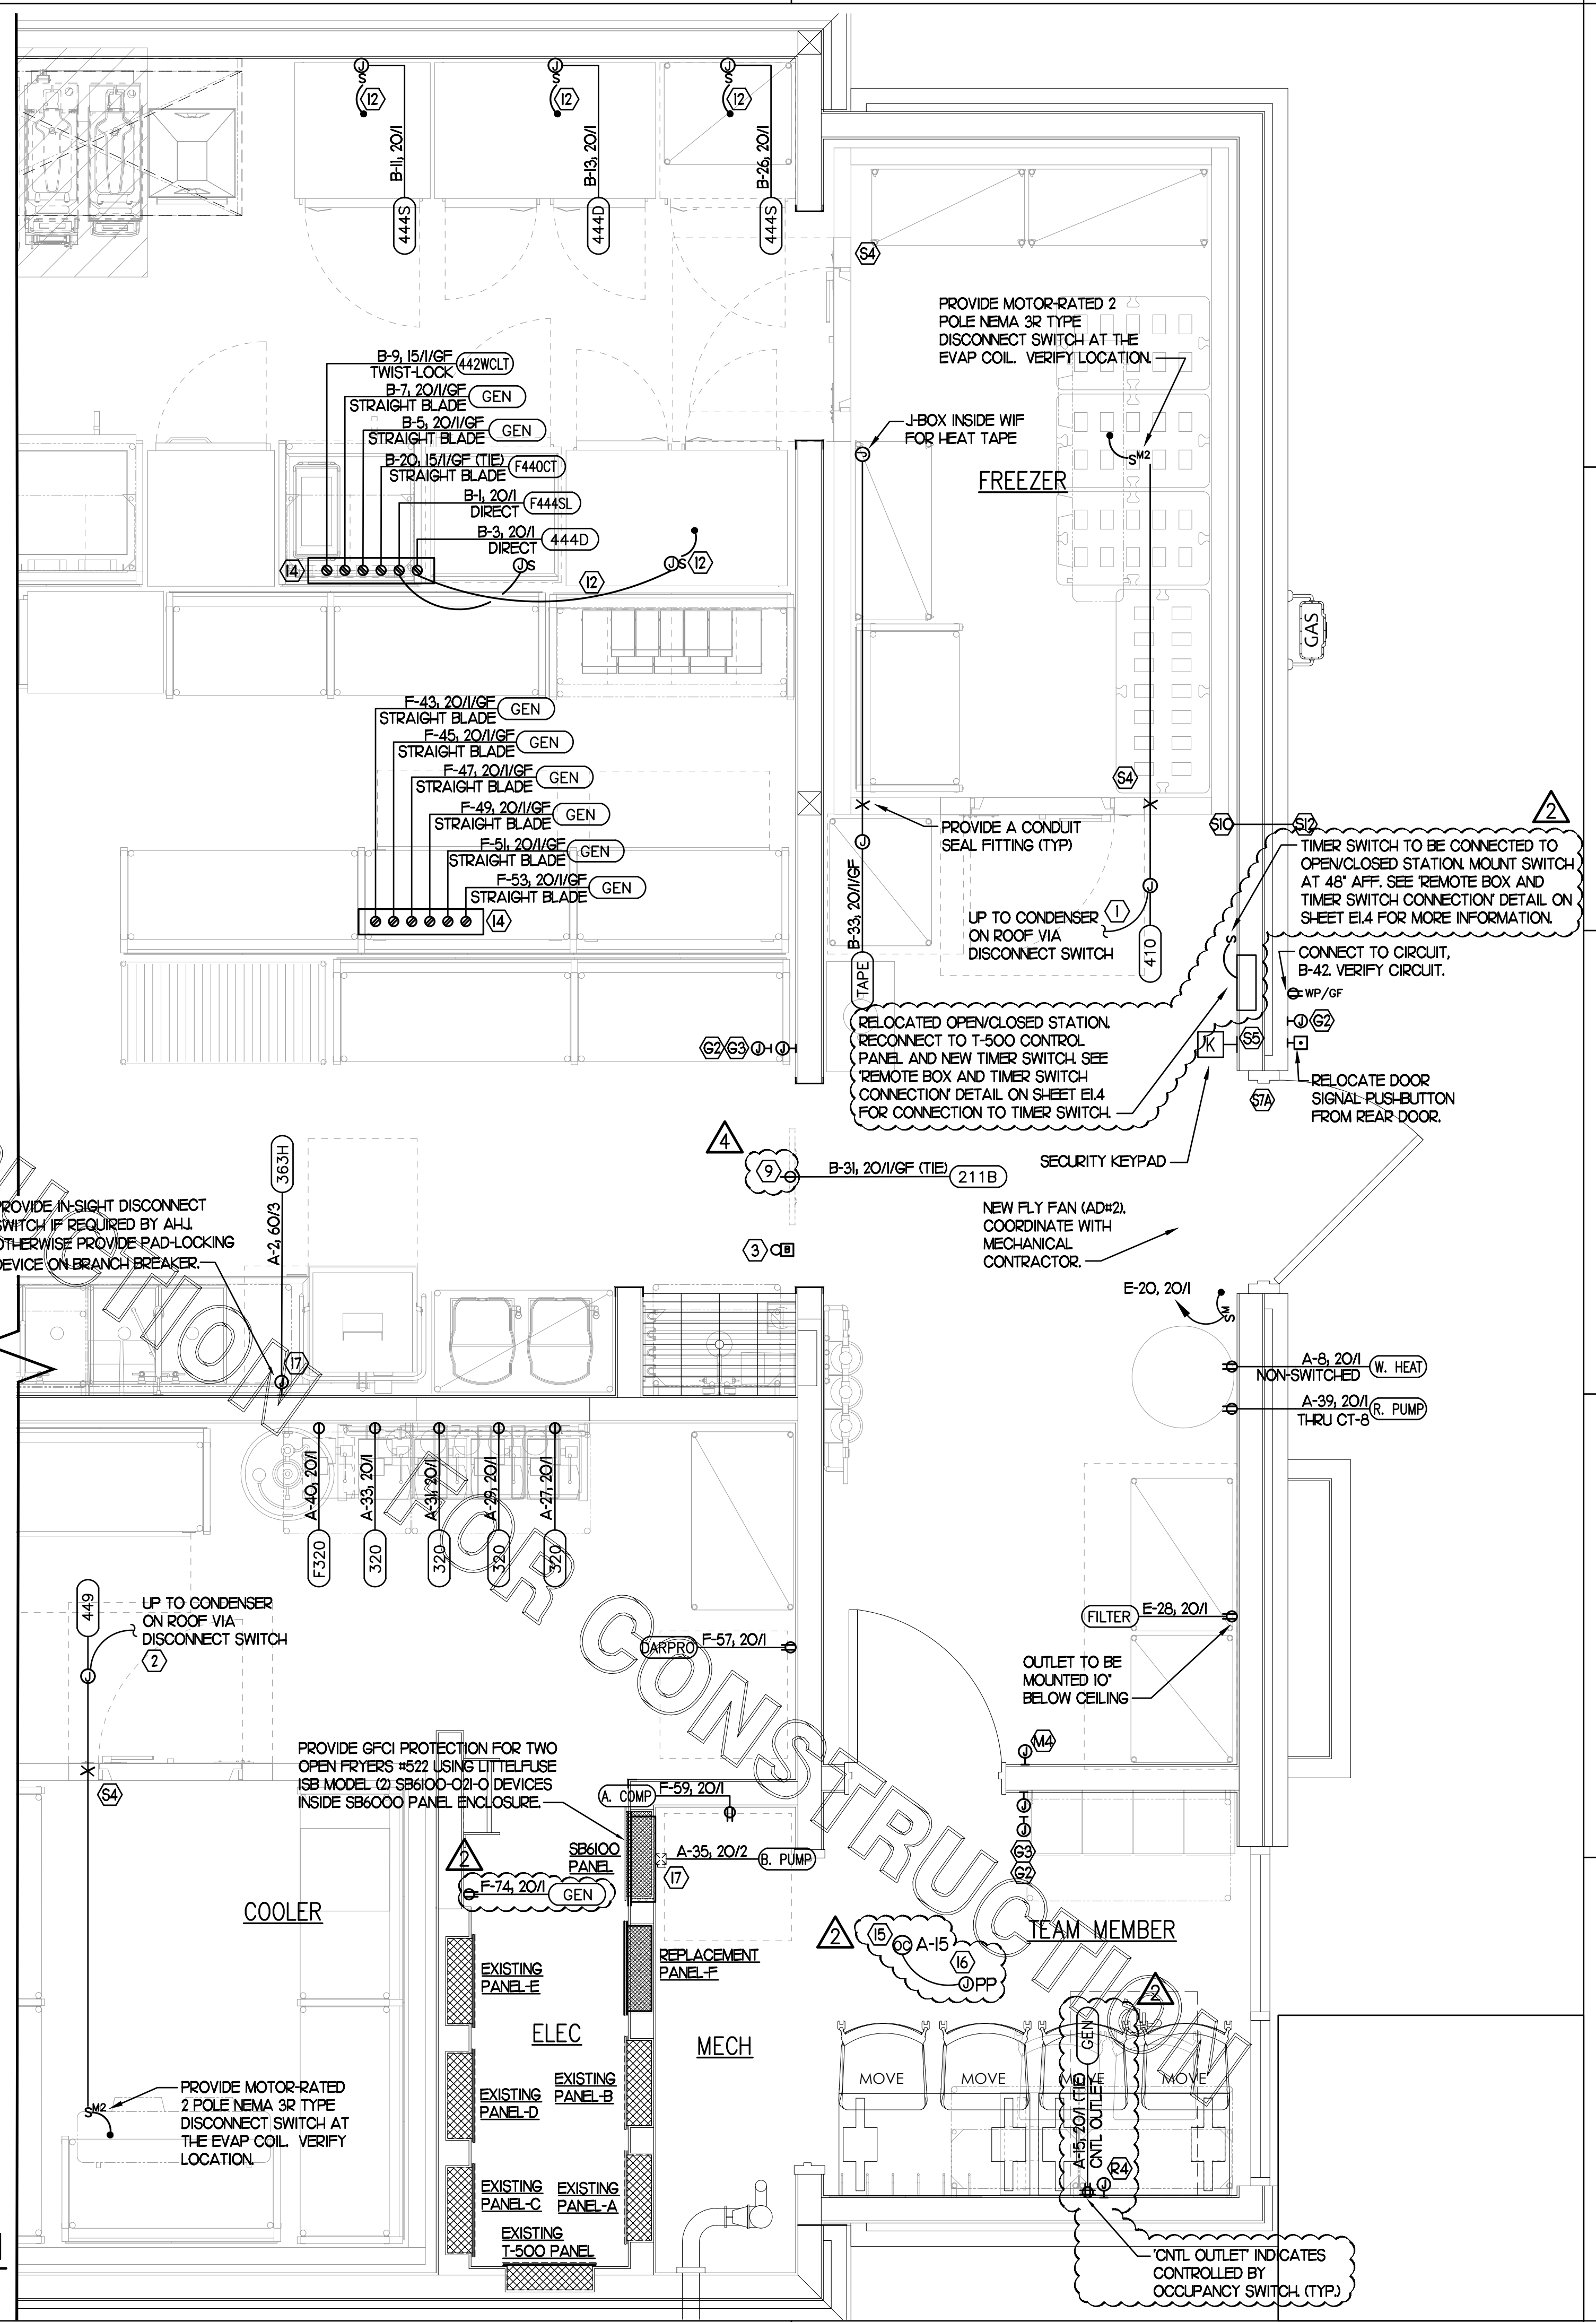 J
S
12
B-11, 20/1
444S
J
S
12
B-13, 20/1
444D
J
S
12
B-26, 20/1
444S
S4
PROVIDE MOTOR-RATED 2
POLE NEMA 3R TYPE
DISCONNECT SWITCH AT THE
EVAP COIL. VERIFY LOCATION.
SM2
B-9, 15/1/GF
TWIST-LOCK
442WCLT
B-7, 20/1/GF
STRAIGHT BLADE
GEN
B-5, 20/1/GF
STRAIGHT BLADE
GEN
B-20, 15/1/GF (TIE)
STRAIGHT BLADE
F440CT
B-1, 20/1
DIRECT
F444SL
B-3, 20/1
DIRECT
444D
14
JS
12
JS
12
J-BOX INSIDE WIF
FOR HEAT TAPE
J
FREEZER
GAS
F-43, 20/1/GF
STRAIGHT BLADE
GEN
F-45, 20/1/GF
STRAIGHT BLADE
GEN
F-47, 20/1/GF
STRAIGHT BLADE
GEN
F-49, 20/1/GF
STRAIGHT BLADE
GEN
F-51, 20/1/GF
STRAIGHT BLADE
GEN
F-53, 20/1/GF
STRAIGHT BLADE
GEN
14
S4
PROVIDE A CONDUIT
SEAL FITTING (TYP)
J
B-33, 20/1/GF
TAPE
UP TO CONDENSER
ON ROOF VIA
DISCONNECT SWITCH
1
J
410
S10
S12
2
TIMER SWITCH TO BE CONNECTED TO
OPEN/CLOSED STATION. MOUNT SWITCH
AT 48" AFF. SEE 'REMOTE BOX AND
TIMER SWITCH CONNECTION' DETAIL ON
SHEET E1.4 FOR MORE INFORMATION.
S
CONNECT TO CIRCUIT,
B-42. VERIFY CIRCUIT.
WP/GF
J
G2
RELOCATED OPEN/CLOSED STATION.
RECONNECT TO T-500 CONTROL
PANEL AND NEW TIMER SWITCH. SEE
'REMOTE BOX AND TIMER SWITCH
CONNECTION' DETAIL ON SHEET E1.4
FOR CONNECTION TO TIMER SWITCH.
K
S5
S7A
RELOCATE DOOR
SIGNAL PUSHBUTTON
FROM REAR DOOR.
G2
G3
J
J
SECURITY KEYPAD
4
9
B-31, 20/1/GF (TIE)
211B
3
B
NEW FLY FAN (AD#2).
COORDINATE WITH
MECHANICAL
CONTRACTOR.
363H
A-2, 60/3
PROVIDE IN-SIGHT DISCONNECT
SWITCH IF REQUIRED BY AHJ.
OTHERWISE PROVIDE PAD-LOCKING
DEVICE ON BRANCH BREAKER.
17
J
E-20, 20/1
SM
A-8, 20/1
NON-SWITCHED
W. HEAT
A-39, 20/1
THRU CT-8
R. PUMP
A-40, 20/1
F320
A-33, 20/1
320
A-31, 20/1
320
A-29, 20/1
320
A-27, 20/1
320
449
UP TO CONDENSER
ON ROOF VIA
DISCONNECT SWITCH
2
J
DARPRO
F-57, 20/1
FILTER
E-28, 20/1
OUTLET TO BE
MOUNTED 10"
BELOW CEILING
S4
PROVIDE GFCI PROTECTION FOR TWO
OPEN FRYERS #522 USING LITTELFUSE
ISB MODEL (2) SB6100-021-0 DEVICES
INSIDE SB6000 PANEL ENCLOSURE.
A. COMP
F-59, 20/1
J
M4
J
J
G3
G2
SB6100
PANEL
A-35, 20/2
B. PUMP
17
2
F-74, 20/1
GEN
COOLER
2
15
OC
A-15
16
J PP
TEAM MEMBER
EXISTING
PANEL-E
REPLACEMENT
PANEL-F
ELEC
MECH
EXISTING
PANEL-B
EXISTING
PANEL-D
2
GEN
A-15, 20/1 (TIE)
CNTL OUTLET
J
R4
MOVE
MOVE
MOVE
MOVE
SM2
PROVIDE MOTOR-RATED
2 POLE NEMA 3R TYPE
DISCONNECT SWITCH AT
THE EVAP COIL. VERIFY
LOCATION.
EXISTING
PANEL-C
EXISTING
PANEL-A
EXISTING
T-500 PANEL
'CNTL OUTLET' INDICATES
CONTROLLED BY
OCCUPANCY SWITCH. (TYP.)
UCTION
FOR CONSTRUCTION